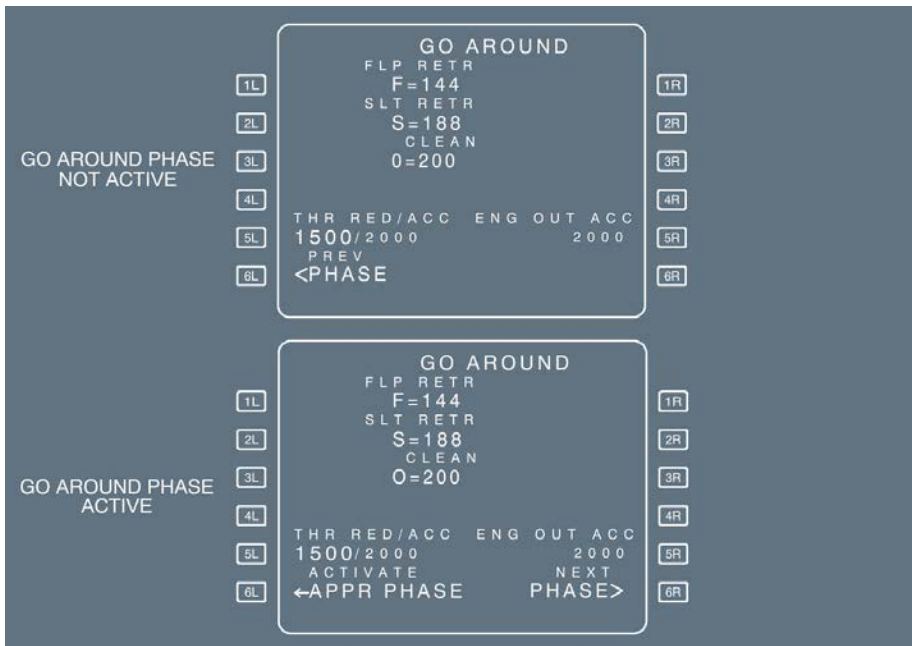 GO AROUND
FLP RETR
1L F=144 1R
SLT RETR
2L S=188 2R
CLEAN
GO AROUND PHASE NOT ACTIVE
3L 0=200 3R
4L 4R
THR RED/ACC ENG OUT ACC
5L 1500/2000 2000 5R
PREV
6L <PHASE 6R
GO AROUND
FLP RETR
1L F=144 1R
SLT RETR
2L S=188 2R
CLEAN
GO AROUND PHASE ACTIVE
3L O=200 3R
4L 4R
THR RED/ACC ENG OUT ACC
5L 1500/2000 2000 5R
ACTIVATE NEXT
6L ←APPR PHASE PHASE> 6R